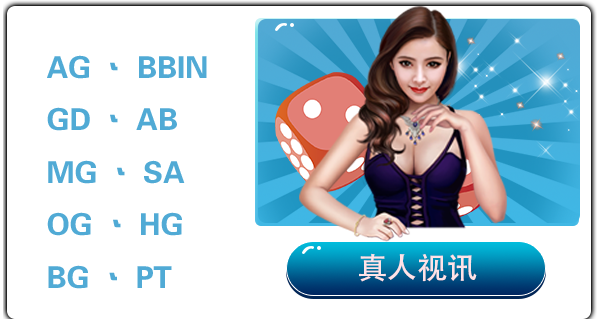 AG、BBIN
GD、AB
MG、SA
OG、HG
BG、PT
真人视讯